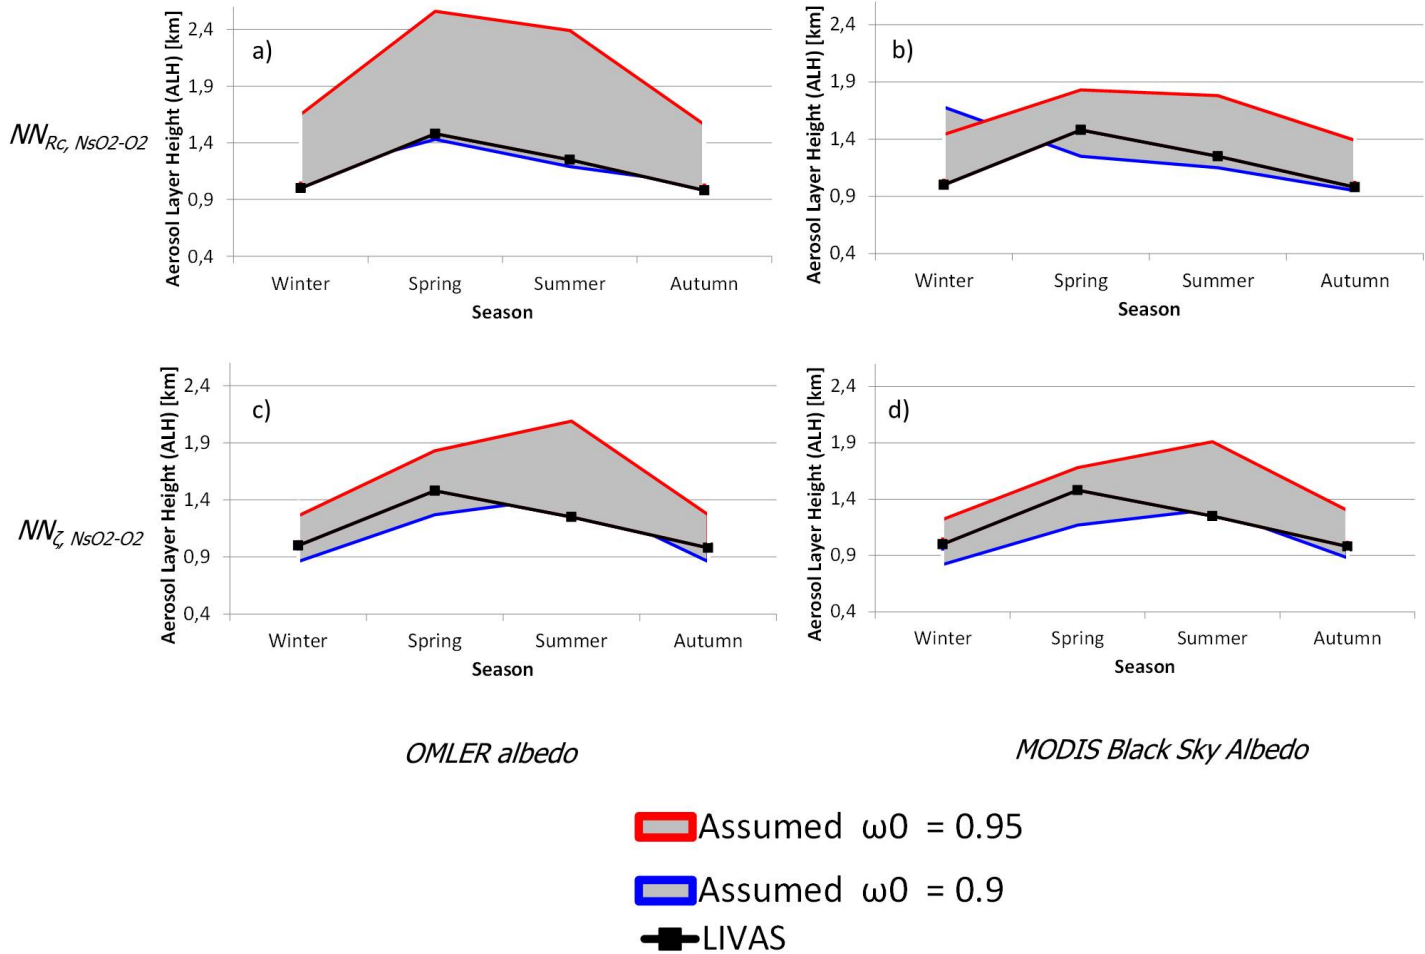 a)
Aerosol Layer Height (ALH) [km]
2,4
1,9
1,4
0,9
0,4
Winter
Spring
Summer
Autumn
Season
NN_Rc, NsO2-O2
b)
Aerosol Layer Height (ALH) [km]
2,4
1,9
1,4
0,9
0,4
Winter
Spring
Summer
Autumn
Season
c)
Aerosol Layer Height (ALH) [km]
2,4
1,9
1,4
0,9
0,4
Winter
Spring
Summer
Autumn
Season
NN_ζ, NsO2-O2
d)
Aerosol Layer Height (ALH) [km]
2,4
1,9
1,4
0,9
0,4
Winter
Spring
Summer
Autumn
Season
OMLER albedo
MODIS Black Sky Albedo
Assumed ω0 = 0.95
Assumed ω0 = 0.9
LIVAS